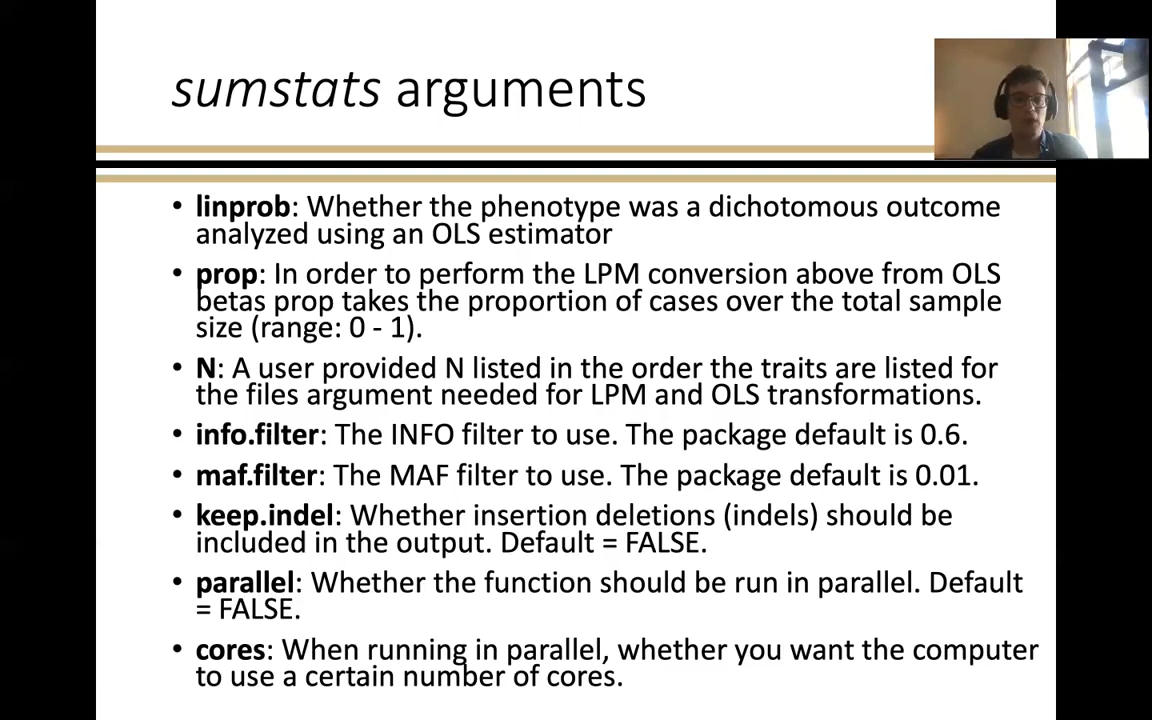 sumstats arguments
• linprob: Whether the phenotype was a dichotomous outcome
analyzed using an OLS estimator
• prop: In order to perform the LPM conversion above from OLS
betas prop takes the proportion of cases over the total sample
size (range: 0 - 1).
• N: A user provided N listed in the order the traits are listed for
the files argument needed for LPM and OLS transformations.
• info.filter: The INFO filter to use. The package default is 0.6.
• maf.filter: The MAF filter to use. The package default is 0.01.
• keep.indel: Whether insertion deletions (indels) should be
included in the output. Default = FALSE.
• parallel: Whether the function should be run in parallel. Default
= FALSE.
• cores: When running in parallel, whether you want the computer
to use a certain number of cores.